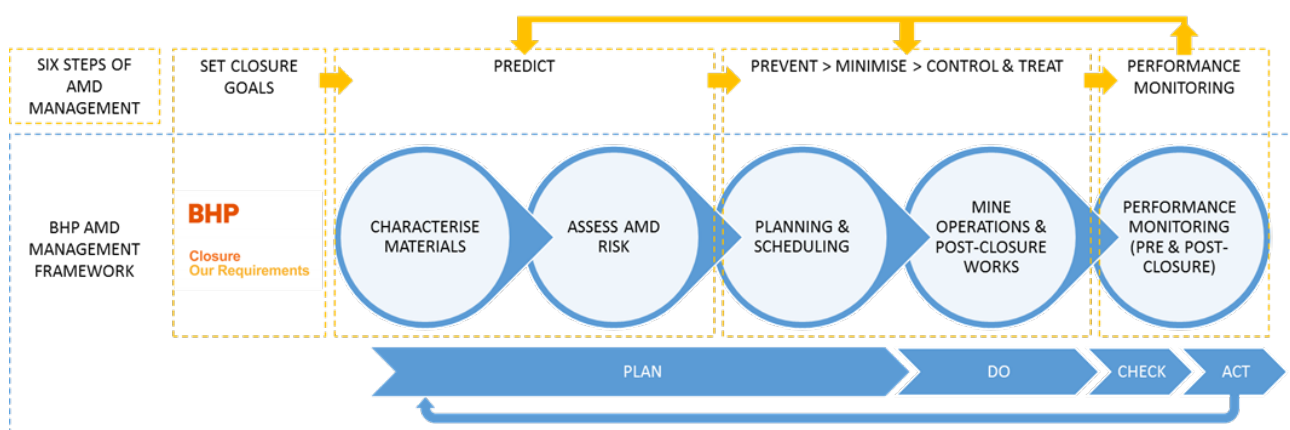 SIX STEPS OF
AMD
MANAGEMENT
SET CLOSURE
GOALS
PREDICT
PREVENT > MINIMISE > CONTROL & TREAT
PERFORMANCE
MONITORING
BHP AMD
MANAGEMENT
FRAMEWORK
BHP
Closure
Our Requirements
CHARACTERISE
MATERIALS
ASSESS AMD
RISK
PLANNING &
SCHEDULING
MINE
OPERATIONS &
POST-CLOSURE
WORKS
PERFORMANCE
MONITORING
(PRE & POST-
CLOSURE)
PLAN
DO
CHECK
ACT